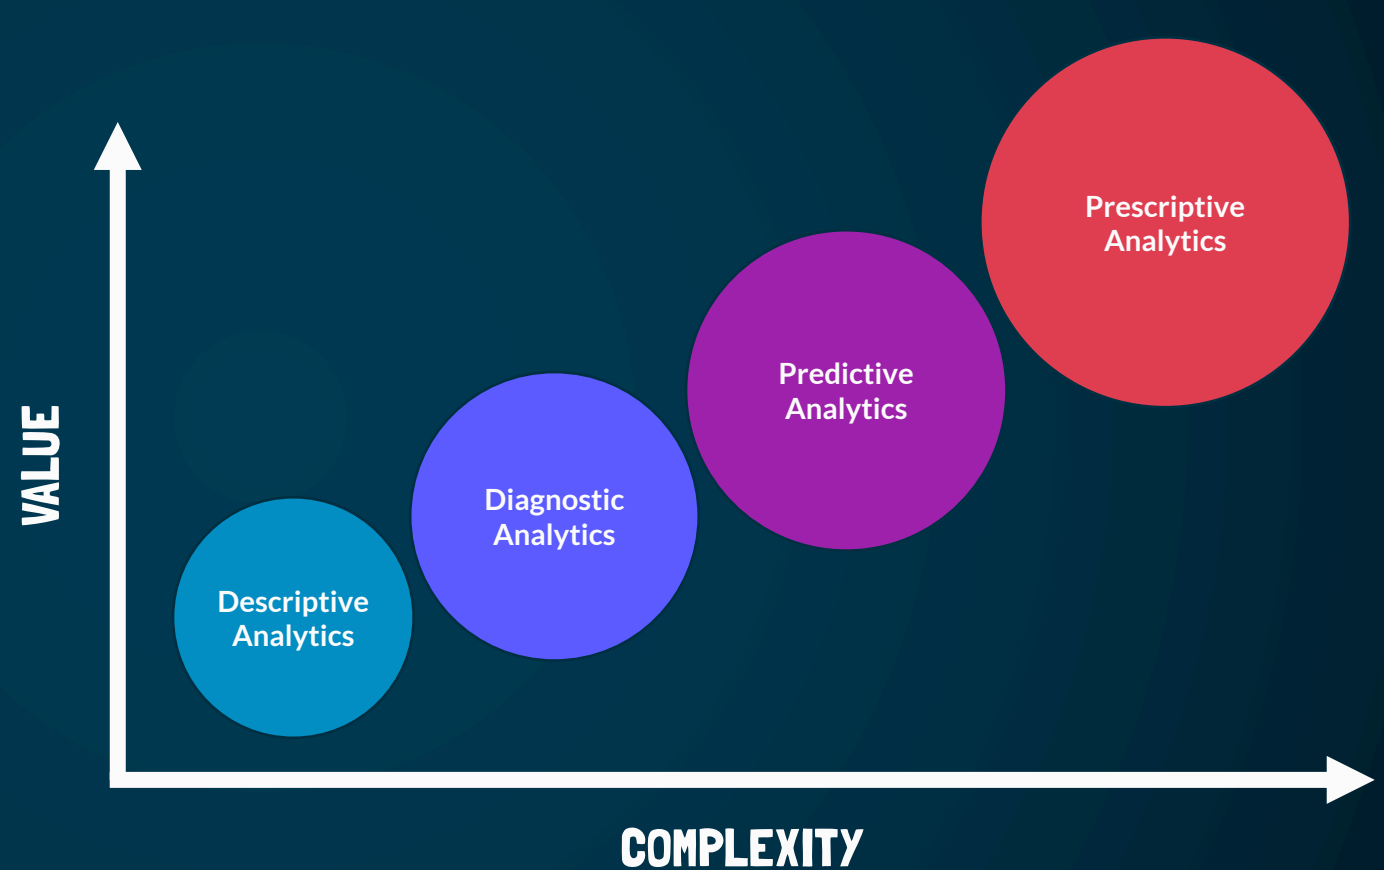 Prescriptive
Analytics
Predictive
Analytics
Diagnostic
Analytics
Descriptive
Analytics
VALUE
COMPLEXITY